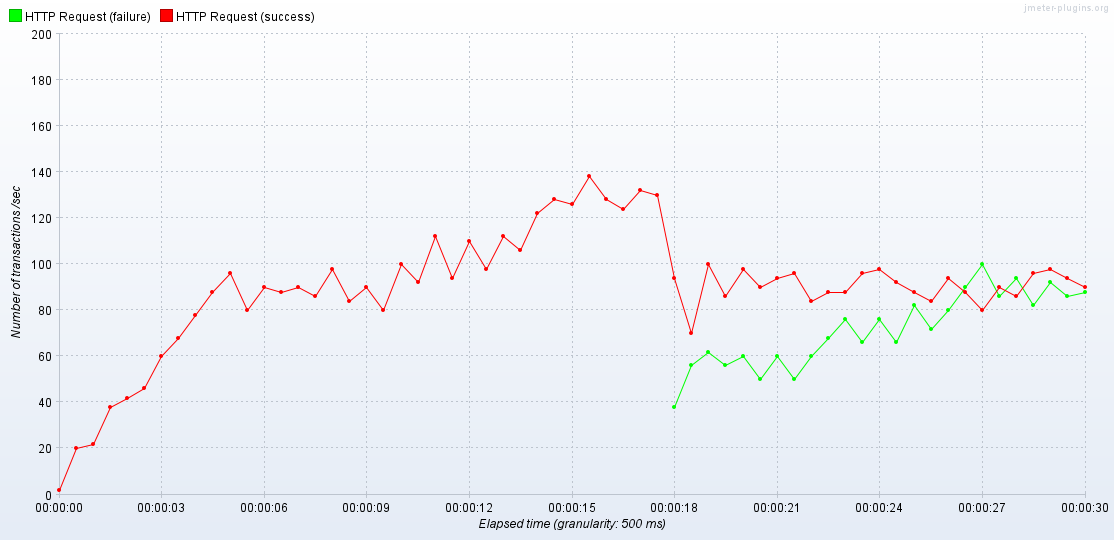 jmeter-plugins.org
HTTP Request (failure) HTTP Request (success)
200
180
160
140
120
100
80
60
40
20
0
Number of transactions /sec
00:00:00 00:00:03 00:00:06 00:00:09 00:00:12 00:00:15 00:00:18 00:00:21 00:00:24 00:00:27 00:00:30
Elapsed time (granularity: 500 ms)